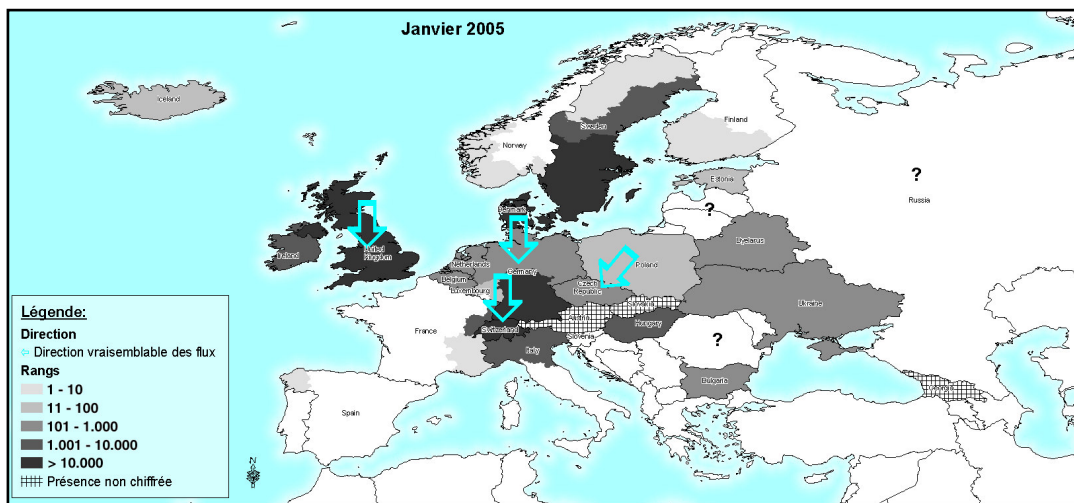 Janvier 2005
Iceland
Finland
Sweden
Norway
Estonia
?
Russia
?
Denmark
Ireland
United
Kingdom
Byelarus
Netherlands
Belgium
Germany
Poland
Luxembourg
Czech
Republic
Ukraine
Slovakia
Austria
Hungary
France
Switzerland
Slovenia
Italy
?
Bulgaria
Georgia
Spain
Légende:
Direction
Direction vraisemblable des flux
Rangs
1 - 10
11 - 100
101 - 1.000
1.001 - 10.000
> 10.000
Présence non chiffrée
N